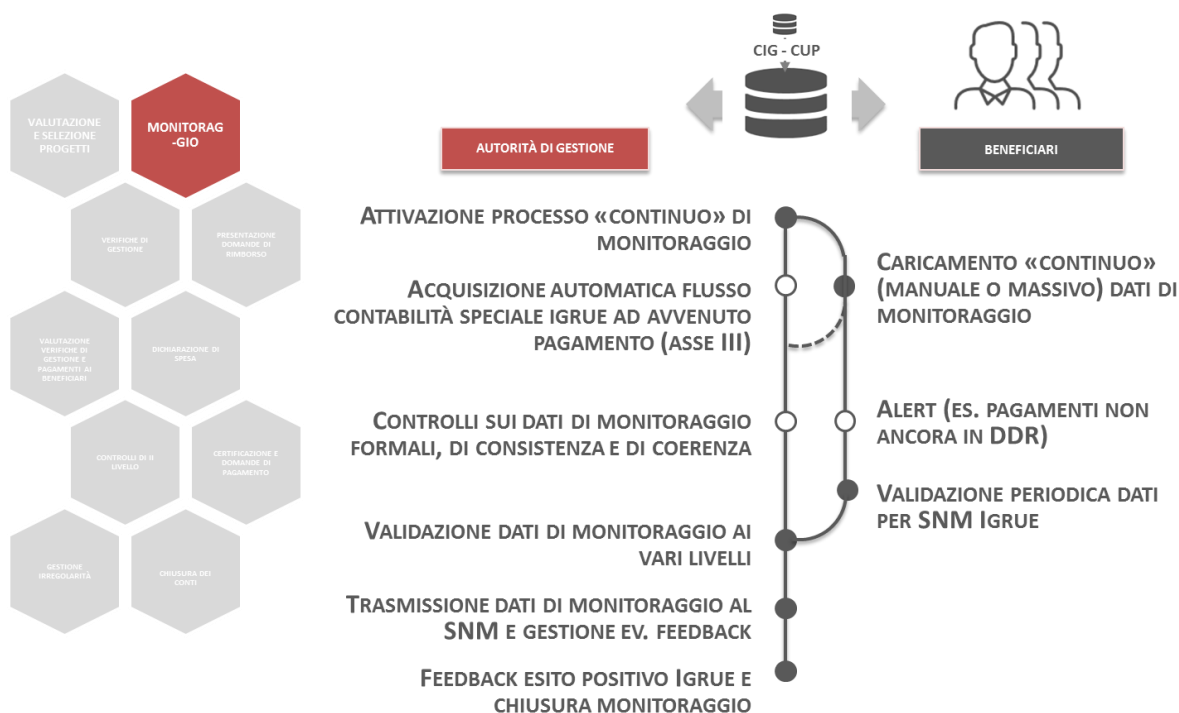 VALUTAZIONE
E SELEZIONE
PROGETTI
MONITORAG
-GIO
VERIFICHE DI
GESTIONE
PRESENTAZIONE
DOMANDE DI
RIMBORSO
VALUTAZIONE
VERIFICHE DI
GESTIONE E
PAGAMENTI AI
BENEFICIARI
DICHIARAZIONE DI
SPESA
CONTROLLI DI II
LIVELLO
CERTIFICAZIONE E
DOMANDE DI
PAGAMENTO
GESTIONE
IRREGOLARITÀ
CHIUSURA DEI
CONTI
CIG - CUP
AUTORITÀ DI GESTIONE
BENEFICIARI
ATTIVAZIONE PROCESSO «CONTINUO» DI
MONITORAGGIO
ACQUISIZIONE AUTOMATICA FLUSSO
CONTABILITÀ SPECIALE IGRUE AD AVVENUTO
PAGAMENTO (ASSE III)
CARICAMENTO «CONTINUO»
(MANUALE O MASSIVO) DATI DI
MONITORAGGIO
CONTROLLI SUI DATI DI MONITORAGGIO
FORMALI, DI CONSISTENZA E DI COERENZA
ALERT (ES. PAGAMENTI NON
ANCORA IN DDR)
VALIDAZIONE PERIODICA DATI
PER SNM IGRUE
VALIDAZIONE DATI DI MONITORAGGIO AI
VARI LIVELLI
TRASMISSIONE DATI DI MONITORAGGIO AL
SNM E GESTIONE EV. FEEDBACK
FEEDBACK ESITO POSITIVO IGRUE E
CHIUSURA MONITORAGGIO